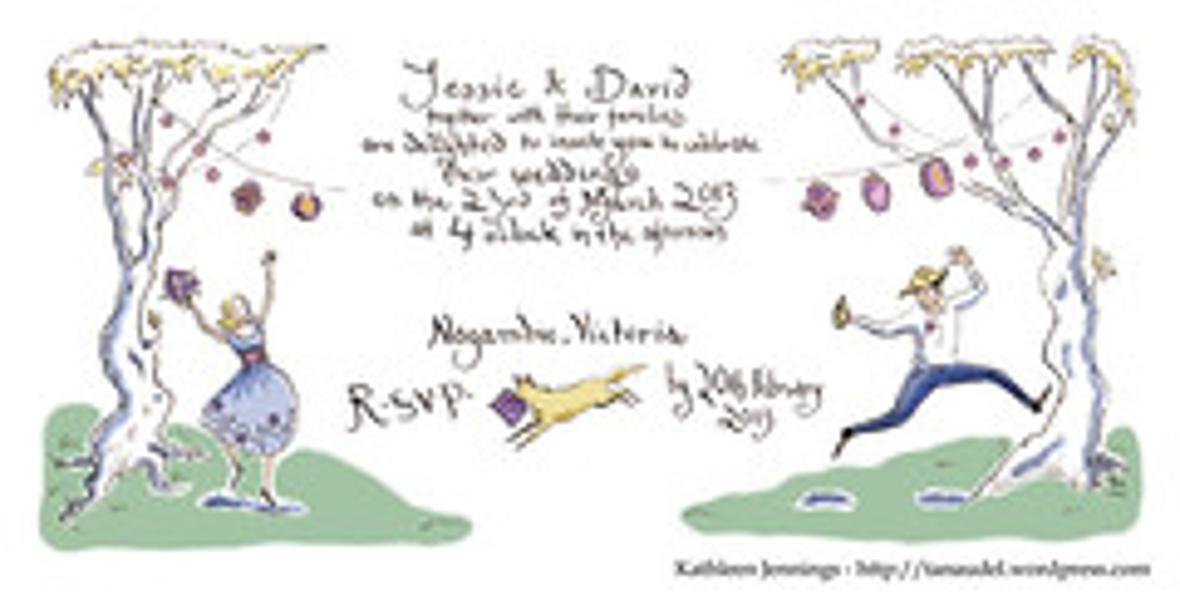 Jessie & David
together with their families
are delighted to invite you to celebrate
their wedding
on the 23rd of March 2013
at 4 o'clock in the afternoon
Victoria
R.S.V.P.
by 20th February
2013
Kathleen Jennings - http://tanaudel.wordpress.com